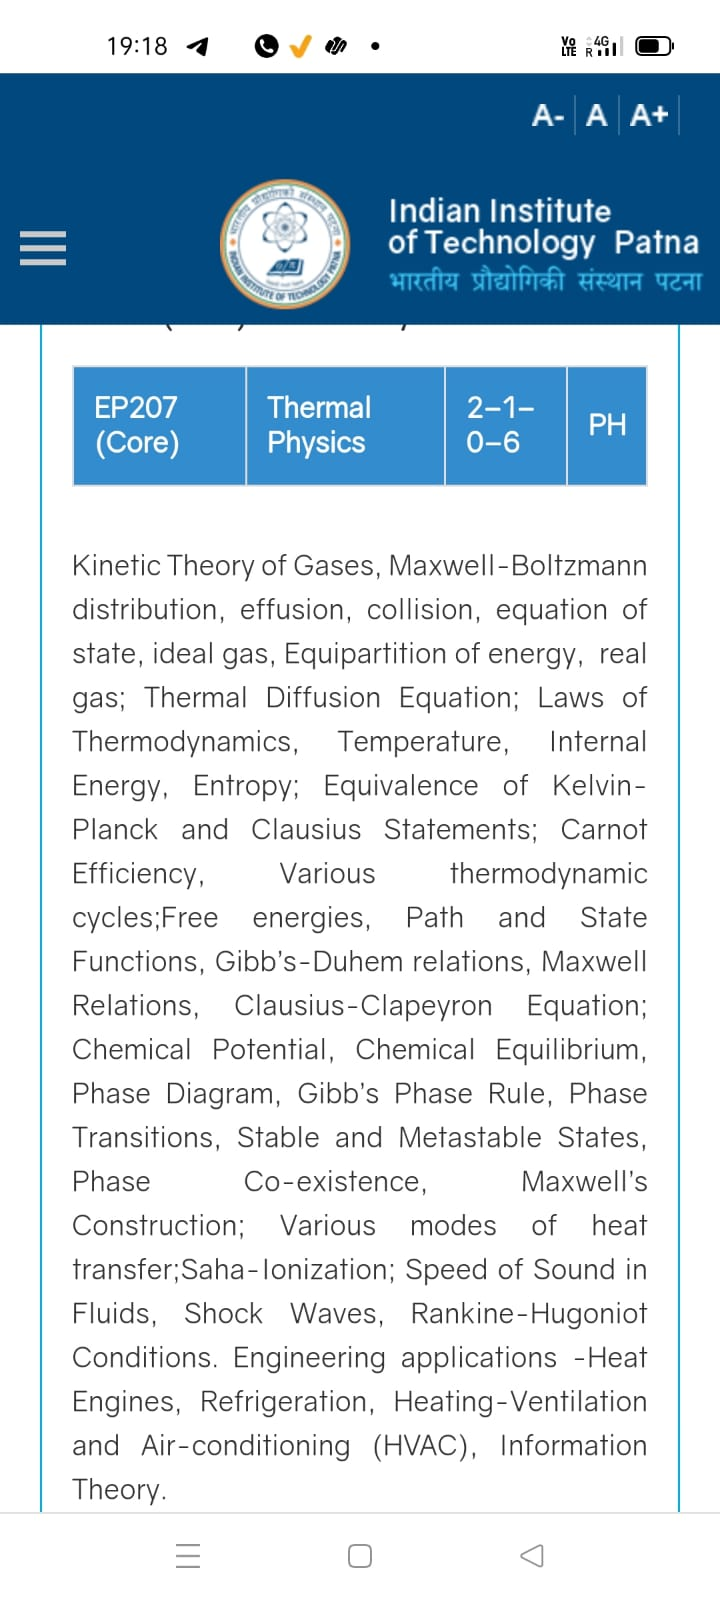 19:18
Vo LTE R 4G
A- A A+
Indian Institute
of Technology Patna
भारतीय प्रौद्योगिकी संस्थान पटना
EP207 (Core)
Thermal Physics
2–1–0–6
PH
Kinetic Theory of Gases, Maxwell-Boltzmann
distribution, effusion, collision, equation of
state, ideal gas, Equipartition of energy, real
gas; Thermal Diffusion Equation; Laws of
Thermodynamics, Temperature, Internal
Energy, Entropy; Equivalence of Kelvin-
Planck and Clausius Statements; Carnot
Efficiency, Various thermodynamic
cycles;Free energies, Path and State
Functions, Gibb's-Duhem relations, Maxwell
Relations, Clausius-Clapeyron Equation;
Chemical Potential, Chemical Equilibrium,
Phase Diagram, Gibb's Phase Rule, Phase
Transitions, Stable and Metastable States,
Phase Co-existence, Maxwell's
Construction; Various modes of heat
transfer;Saha-Ionization; Speed of Sound in
Fluids, Shock Waves, Rankine-Hugoniot
Conditions. Engineering applications -Heat
Engines, Refrigeration, Heating-Ventilation
and Air-conditioning (HVAC), Information
Theory.